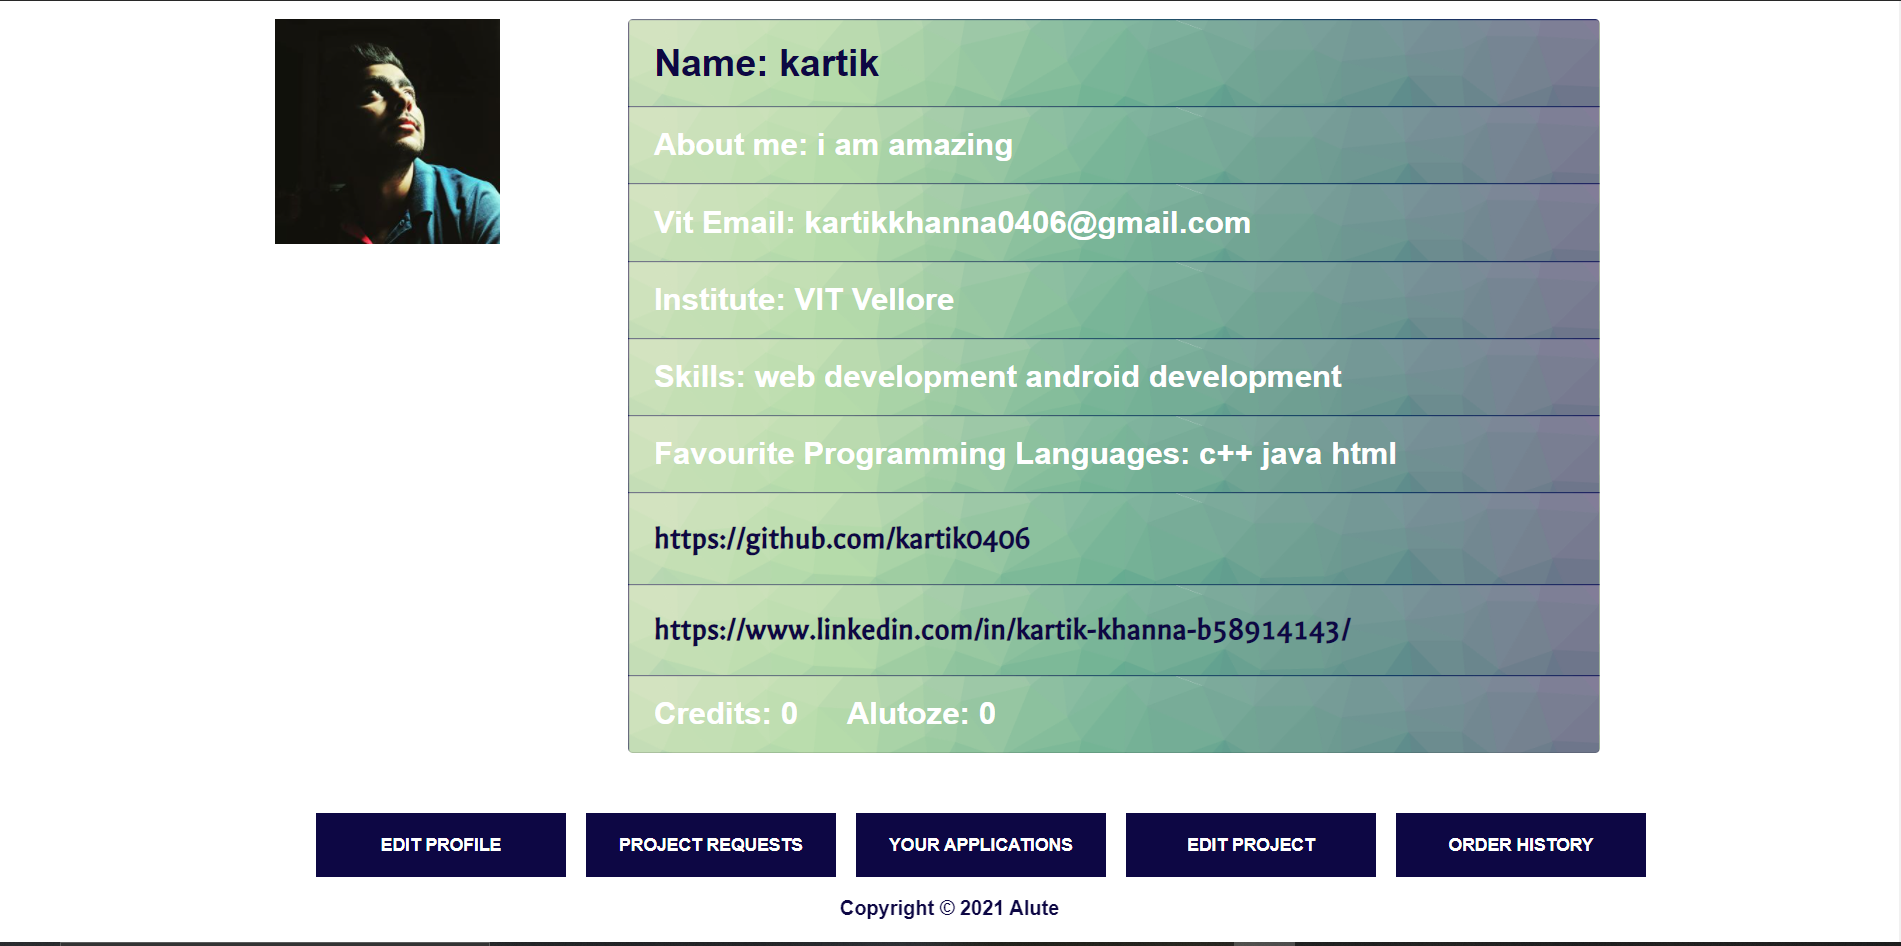 Name: kartik
About me: i am amazing
Vit Email: kartikkhanna0406@gmail.com
Institute: VIT Vellore
Skills: web development android development
Favourite Programming Languages: c++ java html
https://github.com/kartik0406
https://www.linkedin.com/in/kartik-khanna-b58914143/
Credits: 0 Alutoze: 0
EDIT PROFILE PROJECT REQUESTS YOUR APPLICATIONS EDIT PROJECT ORDER HISTORY
Copyright © 2021 Alute